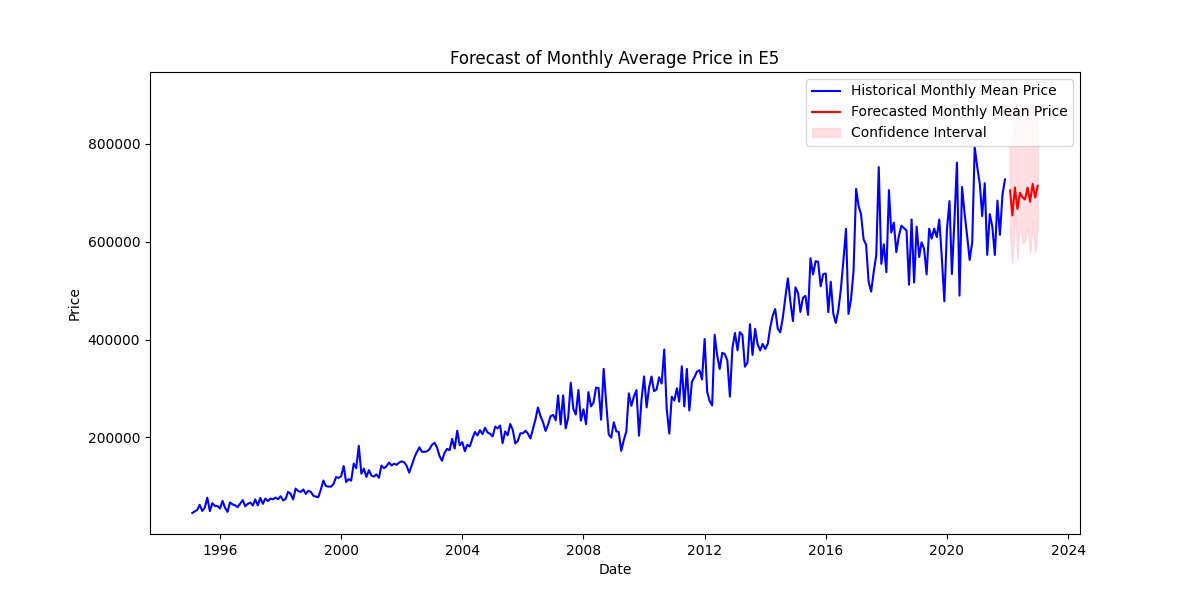 Forecast of Monthly Average Price in E5
Historical Monthly Mean Price
Forecasted Monthly Mean Price
Confidence Interval
800000
600000
400000
200000
Price
1996
2000
2004
2008
2012
2016
2020
2024
Date